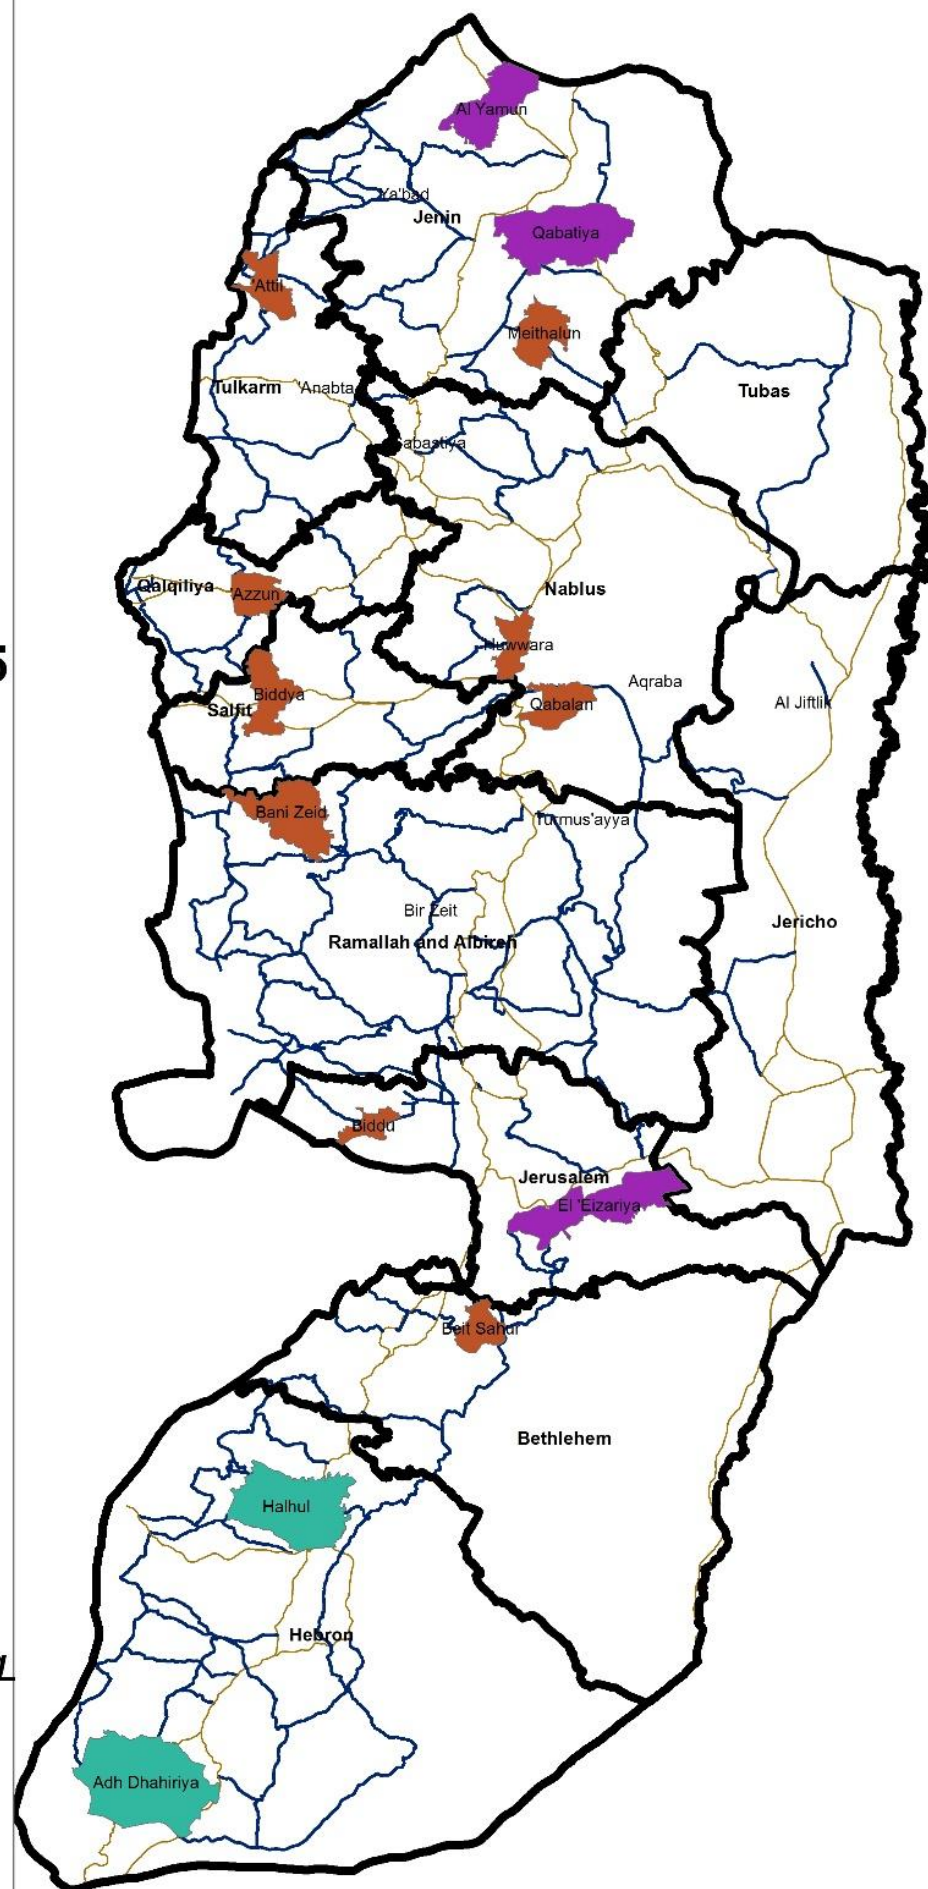 Al Yamun
Ya'bad
Jenin
Qabatiya
'Attil
Meithalun
Tulkarm
'Anabta
Tubas
Sabastiya
Qalqiliya
'Azzun
Nablus
Huwwara
Aqraba
Biddya
Salfit
Qabalan
Al Jiftlik
Bani Zeid
Turmus'ayya
Bir Zeit
Jericho
Ramallah and Albireh
Biddu
Jerusalem
El 'Eizariya
Beit Sahur
Bethlehem
Halhul
Hebron
Adh Dhahiriya